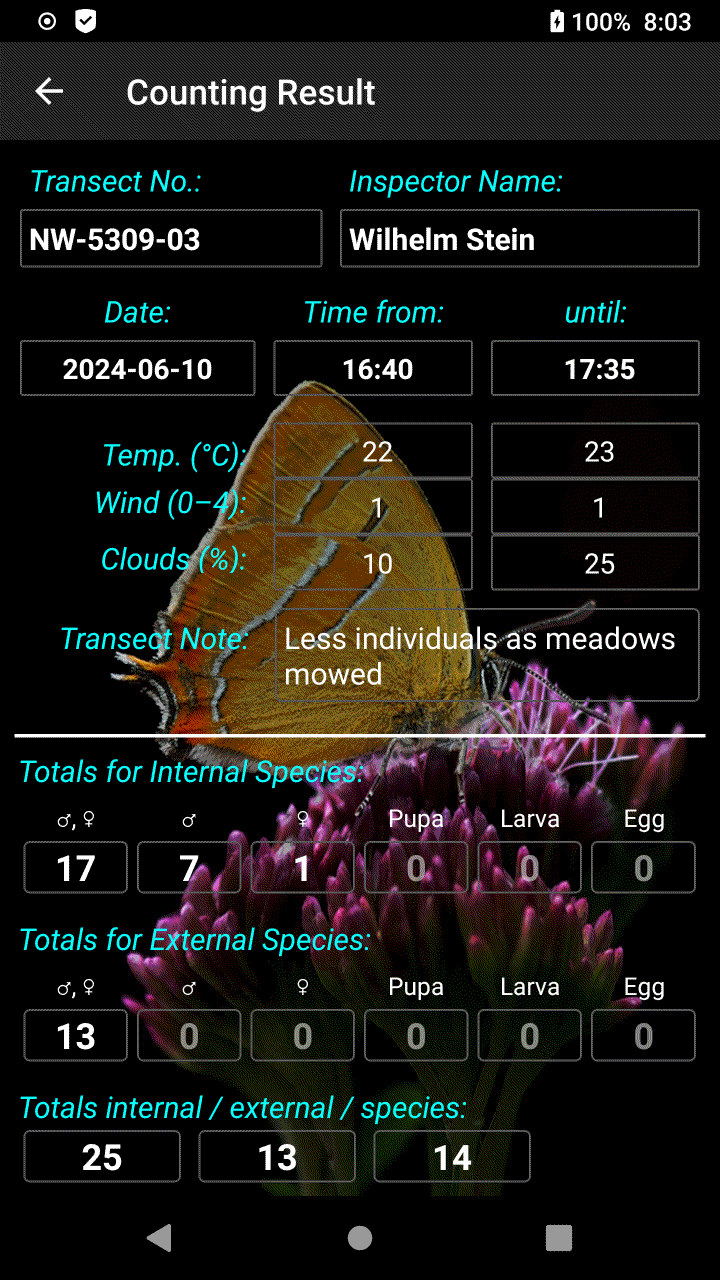 100% 8:03
Counting Result
Transect No.: Inspector Name:
NW-5309-03 Wilhelm Stein
Date: Time from: until:
2024-06-10 16:40 17:35
Temp. (°C): 22 23
Wind (0–4): 1 1
Clouds (%): 10 25
Transect Note: Less individuals as meadows
mowed
Totals for Internal Species:
♂, ♀ ♂ ♀ Pupa Larva Egg
17 7 1 0 0 0
Totals for External Species:
♂, ♀ ♂ ♀ Pupa Larva Egg
13 0 0 0 0 0
Totals internal / external / species:
25 13 14